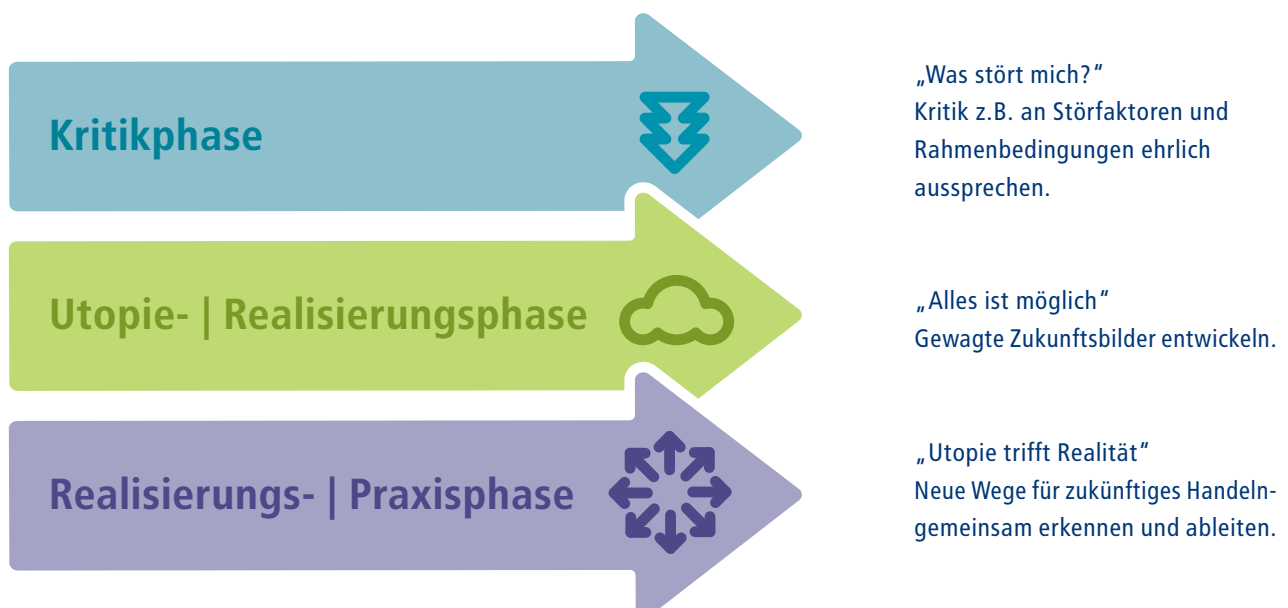 Kritikphase
„Was stört mich?“
Kritik z.B. an Störfaktoren und
Rahmenbedingungen ehrlich
aussprechen.
Utopie- | Realisierungsphase
„Alles ist möglich“
Gewagte Zukunftsbilder entwickeln.
Realisierungs- | Praxisphase
„Utopie trifft Realität“
Neue Wege für zukünftiges Handeln-
gemeinsam erkennen und ableiten.